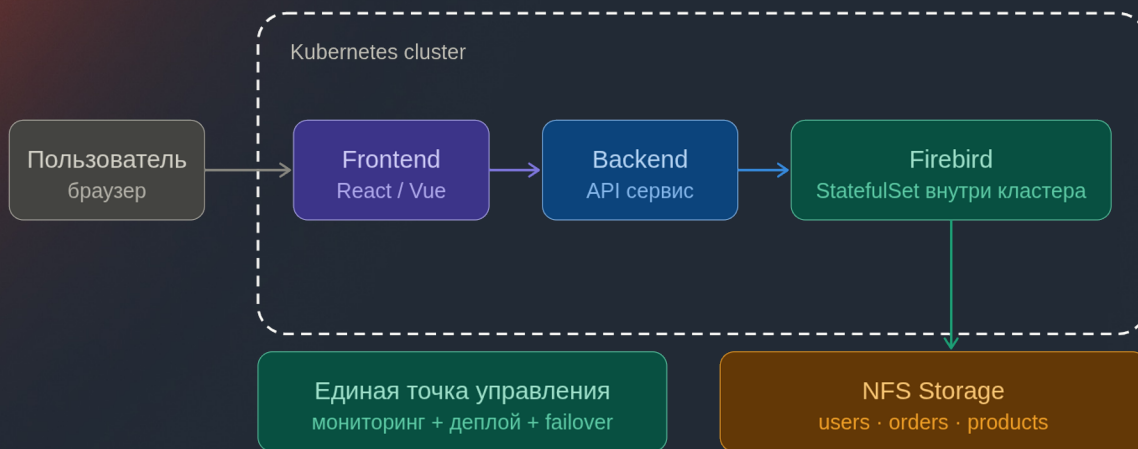 Kubernetes cluster
Пользователь
браузер
Frontend
React / Vue
Backend
API сервис
Firebird
StatefulSet внутри кластера
Единая точка управления
мониторинг + деплой + failover
NFS Storage
users · orders · products